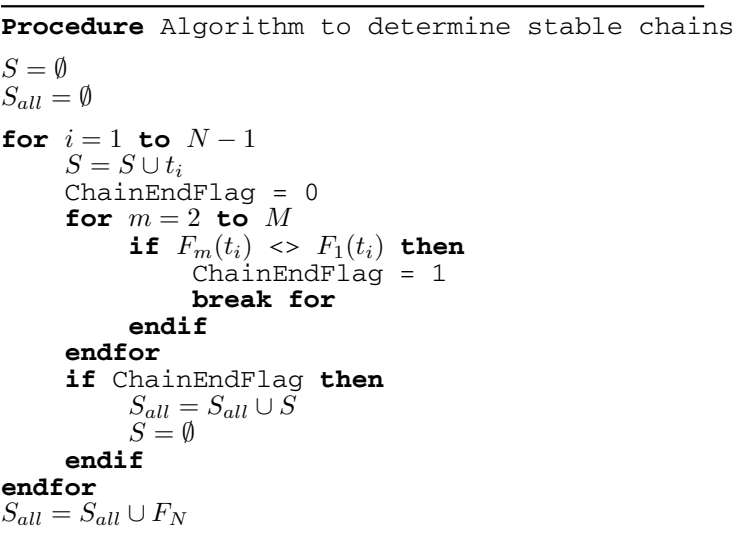 Procedure Algorithm to determine stable chains
S = ∅
S_all = ∅
for i = 1 to N − 1
S = S ∪ t_i
ChainEndFlag = 0
for m = 2 to M
if F_m(t_i) <> F_1(t_i) then
ChainEndFlag = 1
break for
endif
endfor
if ChainEndFlag then
S_all = S_all ∪ S
S = ∅
endif
endfor
S_all = S_all ∪ F_N